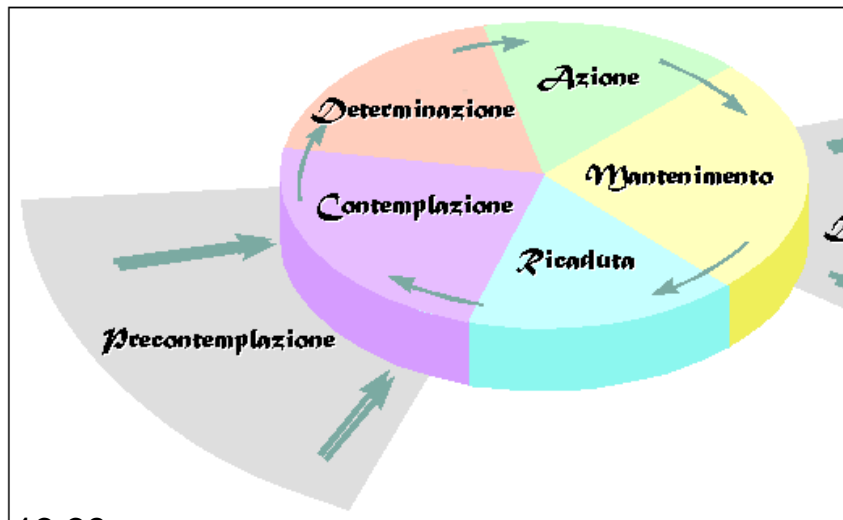 Azione
Determinazione
Mantenimento
Contemplazione
Ricaduta
Precontemplazione